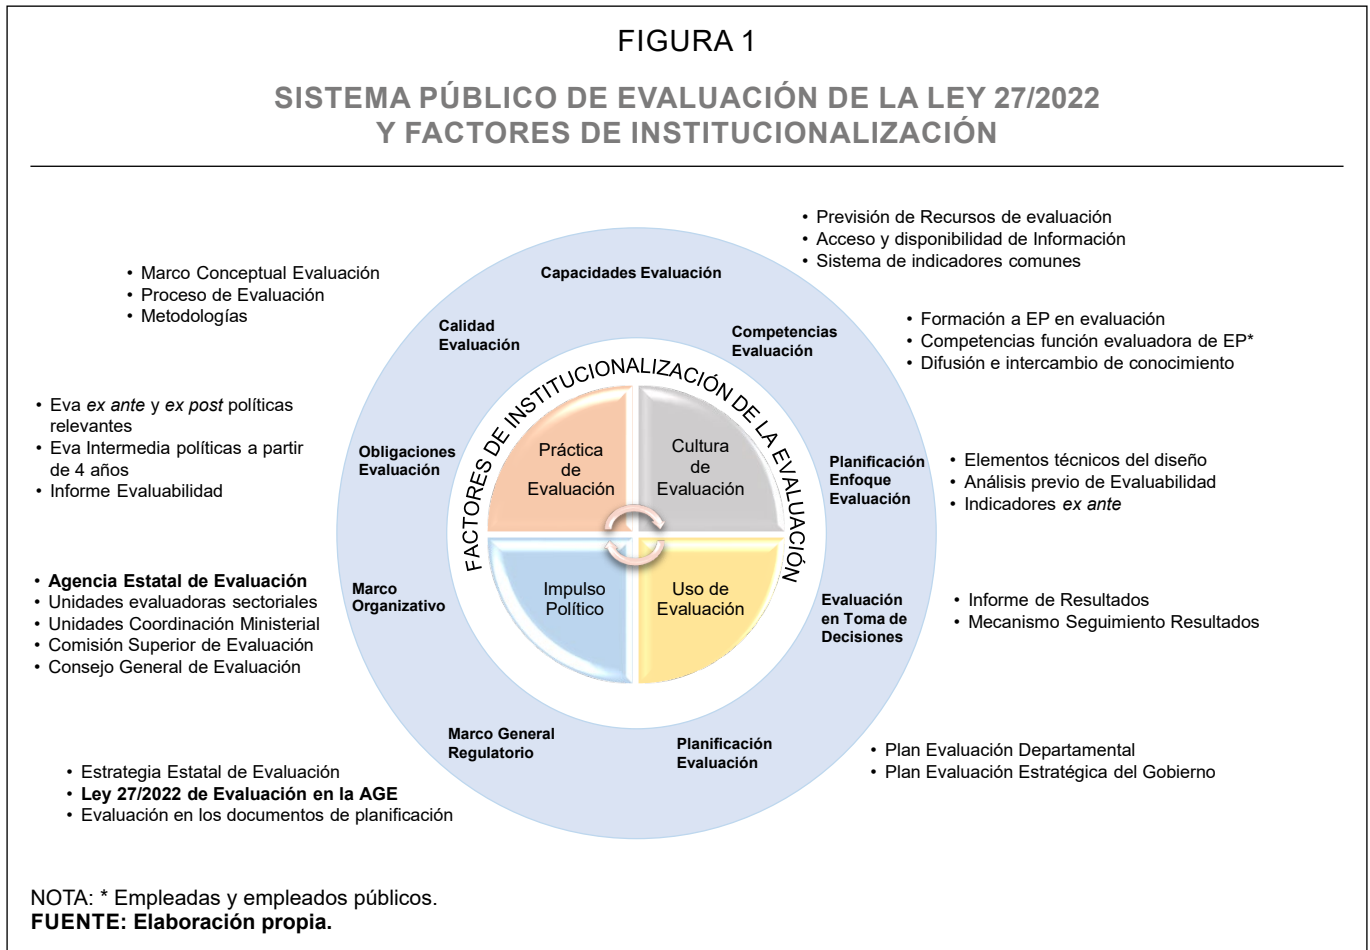 FIGURA 1
SISTEMA PÚBLICO DE EVALUACIÓN DE LA LEY 27/2022
Y FACTORES DE INSTITUCIONALIZACIÓN
• Previsión de Recursos de evaluación
• Acceso y disponibilidad de Información
• Sistema de indicadores comunes
• Marco Conceptual Evaluación
• Proceso de Evaluación
• Metodologías
Capacidades Evaluación
Calidad
Evaluación
Competencias
Evaluación
• Formación a EP en evaluación
• Competencias función evaluadora de EP*
• Difusión e intercambio de conocimiento
FACTORES DE INSTITUCIONALIZACIÓN DE LA EVALUACIÓN
• Eva ex ante y ex post políticas
relevantes
• Eva Intermedia políticas a partir
de 4 años
• Informe Evaluabilidad
Obligaciones
Evaluación
Práctica
de
Evaluación
Cultura
de
Evaluación
Planificación
Enfoque
Evaluación
• Elementos técnicos del diseño
• Análisis previo de Evaluabilidad
• Indicadores ex ante
• Agencia Estatal de Evaluación
• Unidades evaluadoras sectoriales
• Unidades Coordinación Ministerial
• Comisión Superior de Evaluación
• Consejo General de Evaluación
Marco
Organizativo
Impulso
Político
Uso de
Evaluación
Evaluación
en Toma de
Decisiones
• Informe de Resultados
• Mecanismo Seguimiento Resultados
Marco General
Regulatorio
Planificación
Evaluación
• Plan Evaluación Departamental
• Plan Evaluación Estratégica del Gobierno
• Estrategia Estatal de Evaluación
• Ley 27/2022 de Evaluación en la AGE
• Evaluación en los documentos de planificación
NOTA: * Empleadas y empleados públicos.
FUENTE: Elaboración propia.